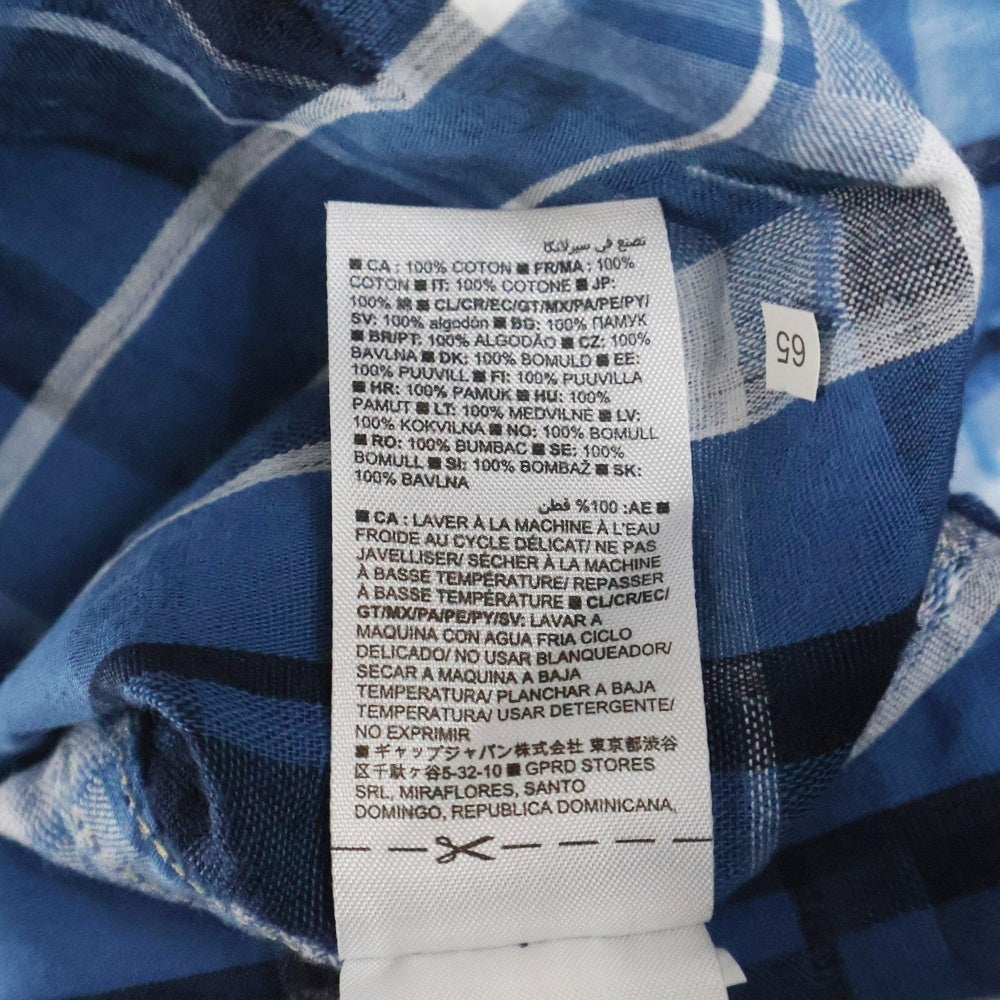 تصنع في سيرلانكا
■ CA : 100% COTON ■ FR/MA : 100%
COTON ■ IT: 100% COTONE ■ JP:
100% 綿 ■ CL/CR/EC/GT/MX/PA/PE/PY/
SV: 100% algodón ■ BG: 100% ПАМУК
■ BR/PT: 100% ALGODÃO ■ CZ: 100%
BAVLNA ■ DK: 100% BOMULD ■ EE:
100% PUUVILL ■ FI: 100% PUUVILLA
■ HR: 100% PAMUK ■ HU: 100%
PAMUT ■ LT: 100% MEDVILNĖ ■ LV:
100% KOKVILNA ■ NO: 100% BOMULL
■ RO: 100% BUMBAC ■ SE: 100%
BOMULL ■ SI: 100% BOMBAŽ ■ SK:
100% BAVLNA
■ AE: 100% قطن
■ CA : LAVER À LA MACHINE À L'EAU
FROIDE AU CYCLE DÉLICAT/ NE PAS
JAVELLISER/ SÉCHER À LA MACHINE
À BASSE TEMPÉRATURE/ REPASSER
À BASSE TEMPÉRATURE ■ CL/CR/EC/
GT/MX/PA/PE/PY/SV: LAVAR A
MAQUINA CON AGUA FRIA CICLO
DELICADO/ NO USAR BLANQUEADOR/
SECAR A MAQUINA A BAJA
TEMPERATURA/ PLANCHAR A BAJA
TEMPERATURA/ USAR DETERGENTE/
NO EXPRIMIR
■ ギャップジャパン株式会社 東京都渋谷
区千駄ヶ谷5-32-10 ■ GPRD STORES
SRL, MIRAFLORES, SANTO
DOMINGO, REPUBLICA DOMINICANA,
65